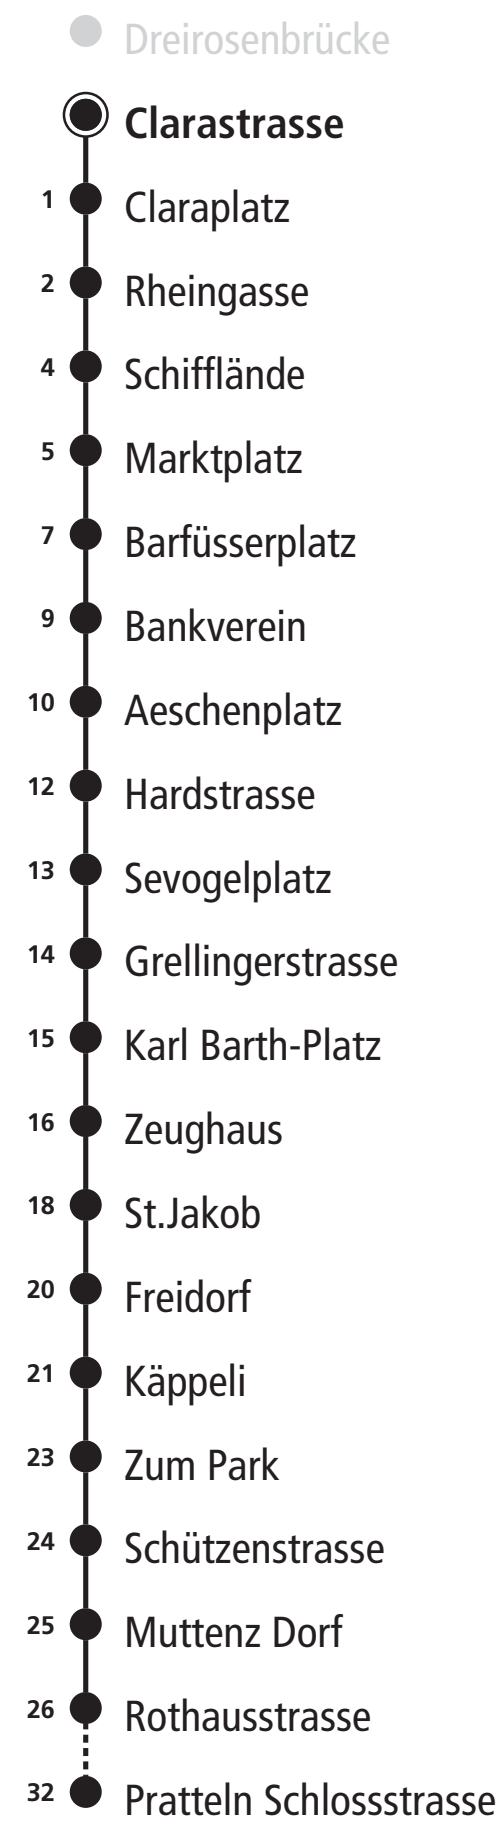 Dreirosenbrücke
Clarastrasse
1 Claraplatz
2 Rheingasse
4 Schifflände
5 Marktplatz
7 Barfüsserplatz
9 Bankverein
10 Aeschenplatz
12 Hardstrasse
13 Sevogelplatz
14 Grellingerstrasse
15 Karl Barth-Platz
16 Zeughaus
18 St.Jakob
20 Freidorf
21 Käppeli
23 Zum Park
24 Schützenstrasse
25 Muttenz Dorf
26 Rothausstrasse
32 Pratteln Schlossstrasse